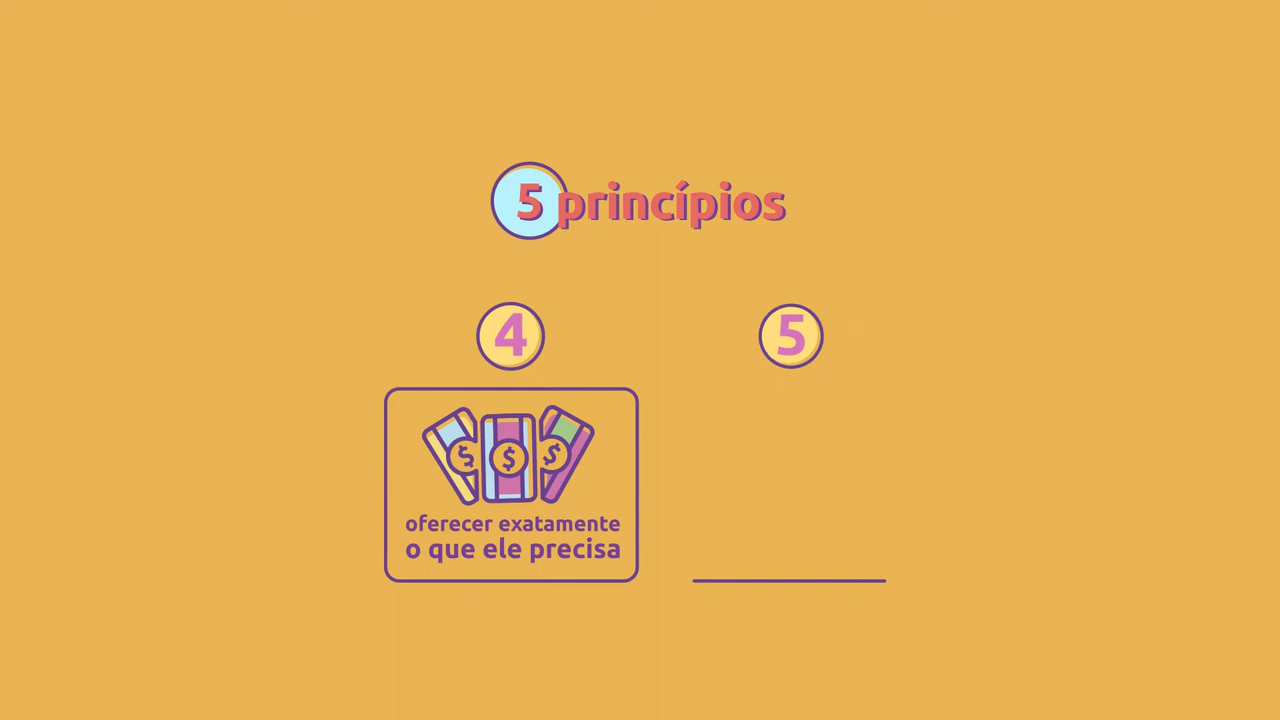 5 princípios
4
5
$ $ $
oferecer exatamente
o que ele precisa